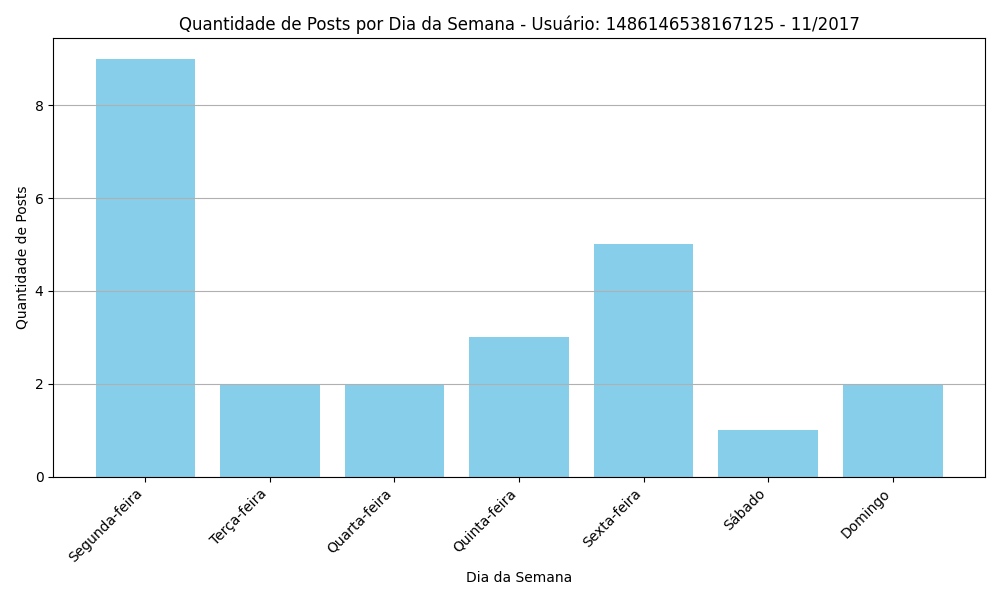 Quantidade de Posts por Dia da Semana - Usuário: 1486146538167125 - 11/2017
Quantidade de Posts
8
6
4
2
0
Segunda-feira
Terça-feira
Quarta-feira
Quinta-feira
Sexta-feira
Sábado
Domingo
Dia da Semana